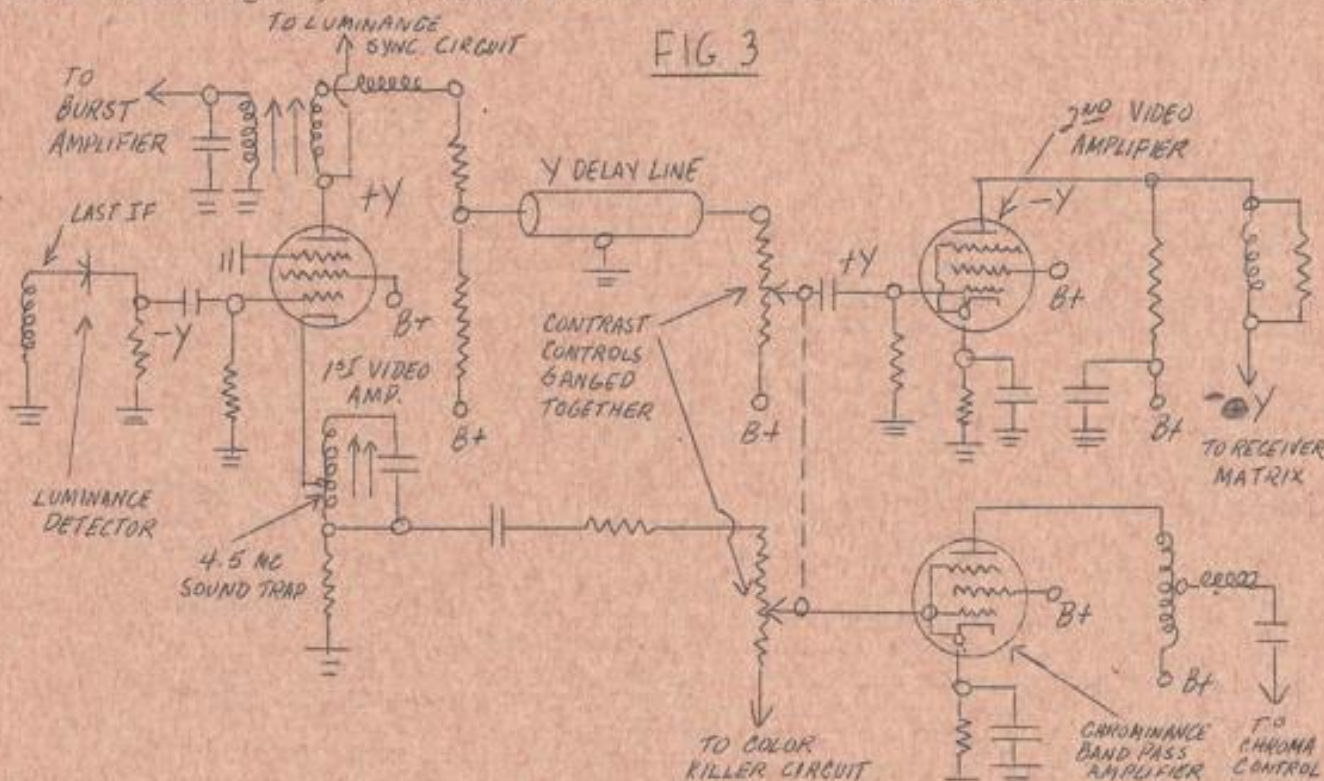 FIG 3
TO LUMINANGE
SYNC. CIRCUIT
TO
BURST
AMPLIFIER
+Y
LAST IF
-Y
B+
1ST VIDEO
AMP.
LUMINANCE
DETECTOR
4.5 MC
SOUND TRAP
B+
Y DELAY LINE
CONTRAST
CONTROLS
GANGED
TOGETHER
B+
+Y
2ND VIDEO
AMPLIFIER
-Y
B+
B+
Y
TO RECEIVER
MATRIX
B+
B+
TO COLOR
KILLER CIRCUIT
CHROMINANCE
BAND PASS
AMPLIFIER
TO
CHROMA
CONTROL